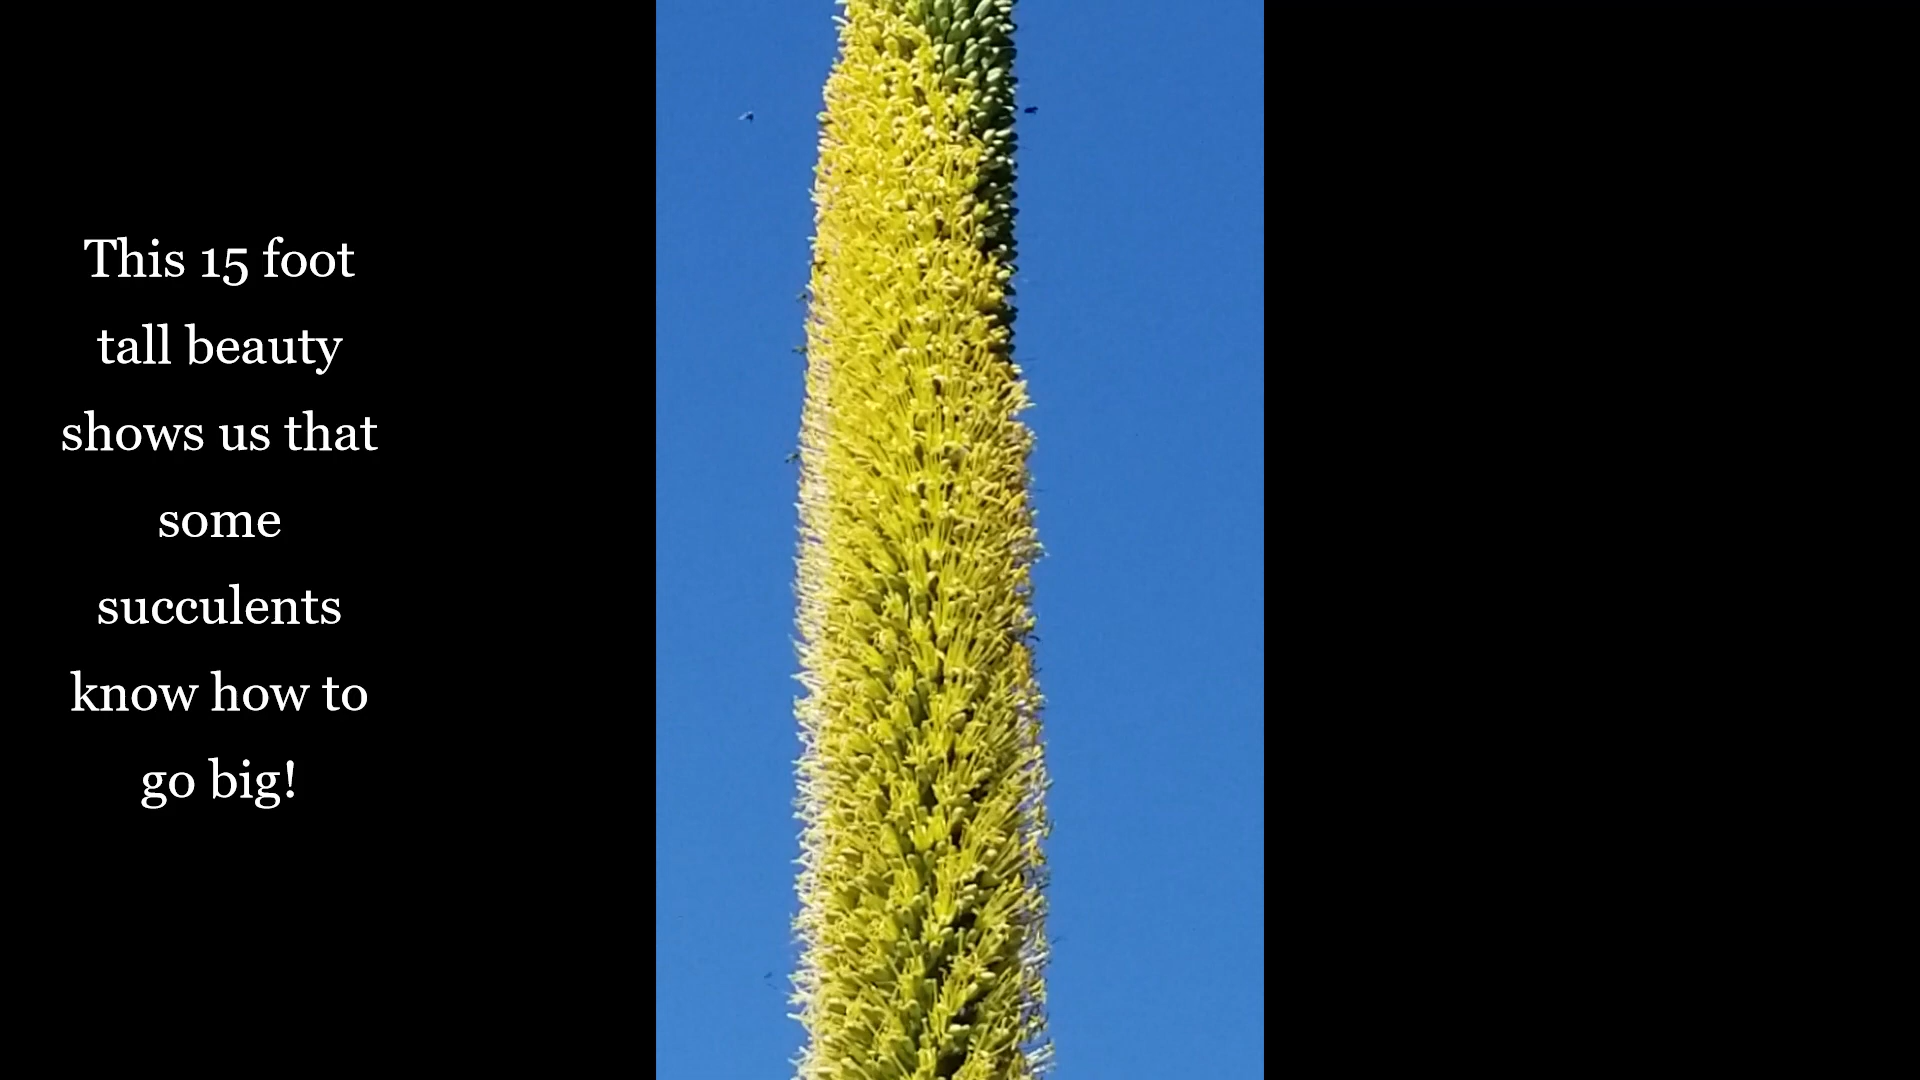 This 15 foot
tall beauty
shows us that
some
succulents
know how to
go big!